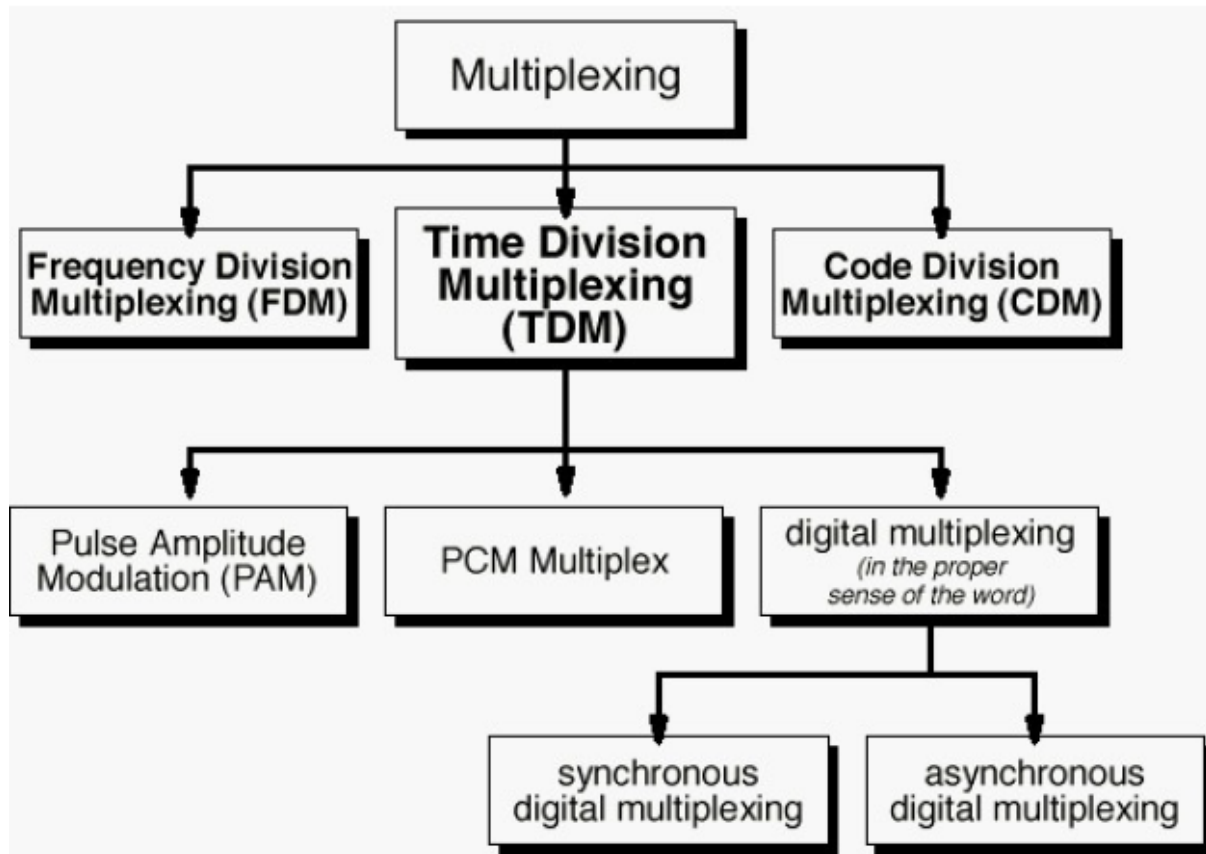 Multiplexing
Frequency Division
Multiplexing (FDM)
Time Division
Multiplexing
(TDM)
Code Division
Multiplexing (CDM)
Pulse Amplitude
Modulation (PAM)
PCM Multiplex
digital multiplexing
(in the proper
sense of the word)
synchronous
digital multiplexing
asynchronous
digital multiplexing